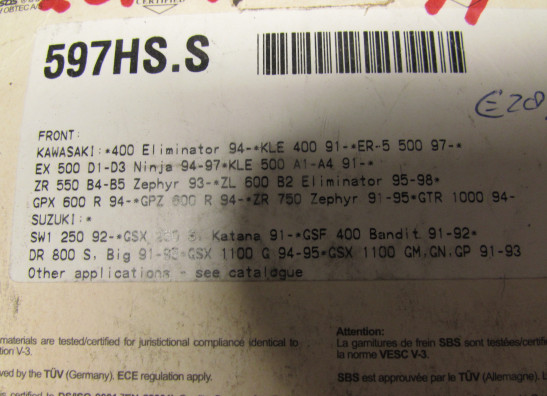 OBTEC A/
CERTIFIED
597HS.S
€ 28,
FRONT:
KAWASAKI:*400 Eliminator 94-*KLE 400 91-*ER-5 500 97-*
EX 500 D1-D3 Ninja 94-97*KLE 500 A1-A4 91-*
ZR 550 B4-B5 Zephyr 93-*ZL 600 B2 Eliminator 95-98*
GPX 600 R 94-*GPZ 600 R 94-*ZR 750 Zephyr 91-95*GTR 1000 94-
SUZUKI:*
SW1 250 92-*GSX Katana 91-*GSF 400 Bandit 91-92*
DR 800 S, Big 91-95*GSX 1100 G 94-95*GSX 1100 GM,GN,GP 91-93
Other applications - see catalogue
materials are tested/certified for jurisdictional compliance identical to
tion V-3.
ved by the TÜV (Germany). ECE regulation apply.
Attention:
La garnitures de frein SBS sont testées/certifi
la norme VESC V-3.
SBS est approuvée par le TÜV (Allemagne). L